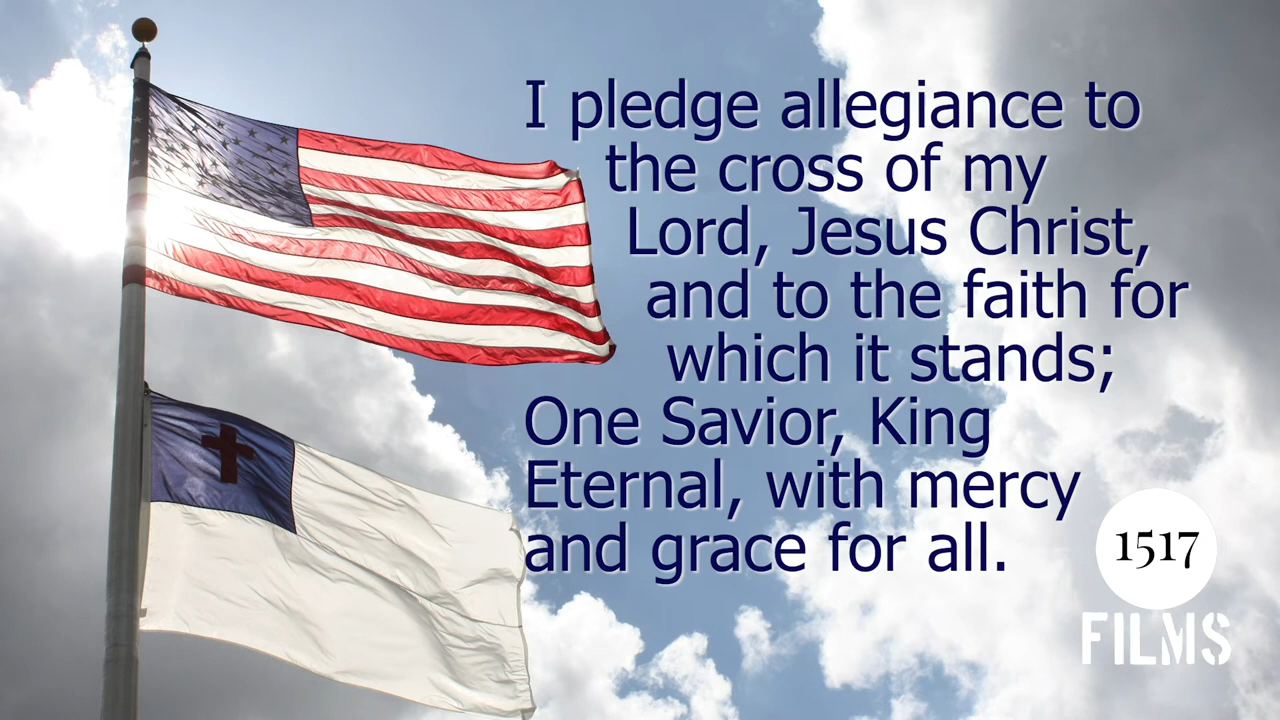 I pledge allegiance to
the cross of my
Lord, Jesus Christ,
and to the faith for
which it stands;
One Savior, King
Eternal, with mercy
and grace for all.
1517
FILMS